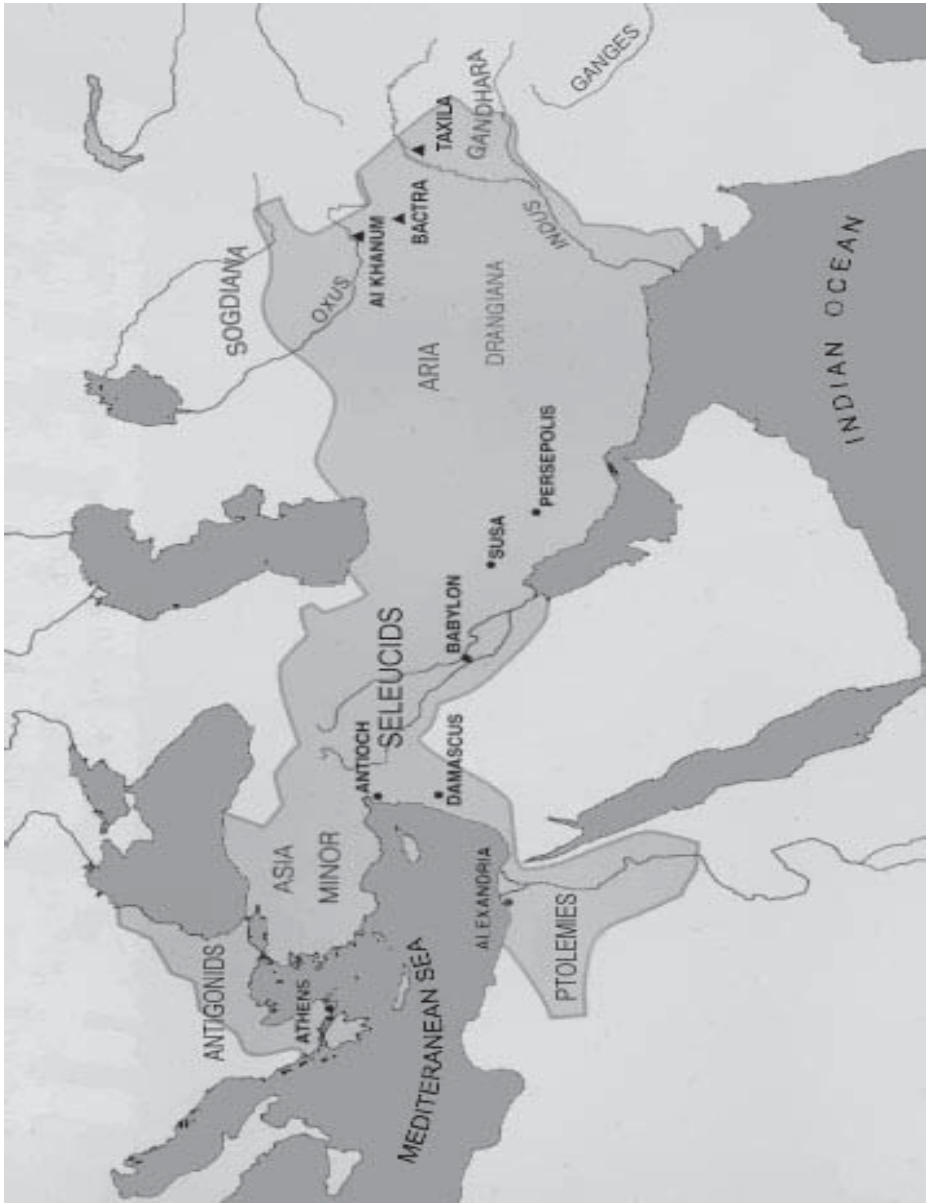 GANGES
TAXILA
GANDHARA
BACTRA
AI KHANUM
INDUS
OXUS
SOGDIANA
ARIA
DRANGIANA
INDIAN OCEAN
PERSEPOLIS
SUSA
BABYLON
SELEUCIDS
ANTIOCH
DAMASCUS
ASIA
MINOR
ALEXANDRIA
PTOLEMIES
ANTIGONIDS
ATHENS
MEDITERANEAN SEA